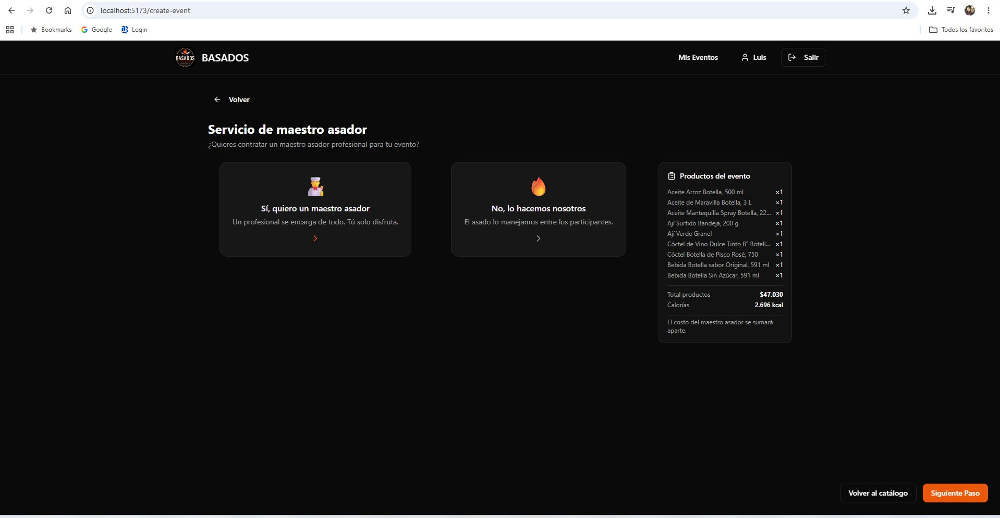 localhost:5173/create-event
Bookmarks
Google
Login
Todos los favoritos
BASADOS
BASADOS
Mis Eventos
Luis
Salir
Volver
Servicio de maestro asador
¿Quieres contratar un maestro asador profesional para tu evento?
Sí, quiero un maestro asador
Un profesional se encarga de todo. Tú solo disfruta.
No, lo hacemos nosotros
El asado lo manejamos entre los participantes.
Productos del evento
Aceite Arroz Botella, 500 ml ×1
Aceite de Maravilla Botella, 3 L ×1
Aceite Mantequilla Spray Botella, 22... ×1
Ají Surtido Bandeja, 200 g ×1
Ají Verde Granel ×1
Cóctel de Vino Dulce Tinto 8° Botell... ×1
Cóctel Botella de Pisco Rosé, 750 ×1
Bebida Botella sabor Original, 591 ml ×1
Bebida Botella Sin Azúcar, 591 ml ×1
Total productos $47.030
Calorías 2.696 kcal
El costo del maestro asador se sumará
aparte.
Volver al catálogo
Siguiente Paso